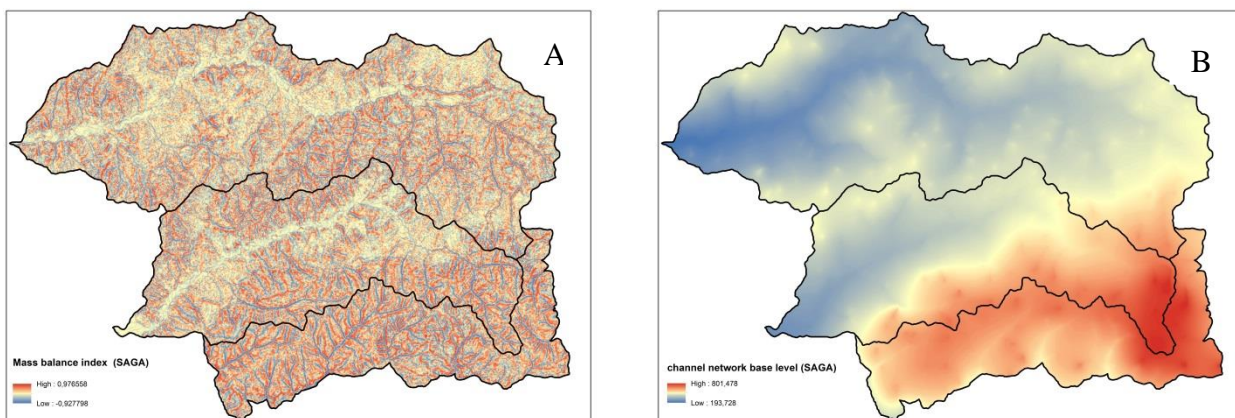 A
Mass balance index (SAGA)
High : 0,976558
Low : -0,927798
B
channel network base level (SAGA)
High : 801,478
Low : 193,728